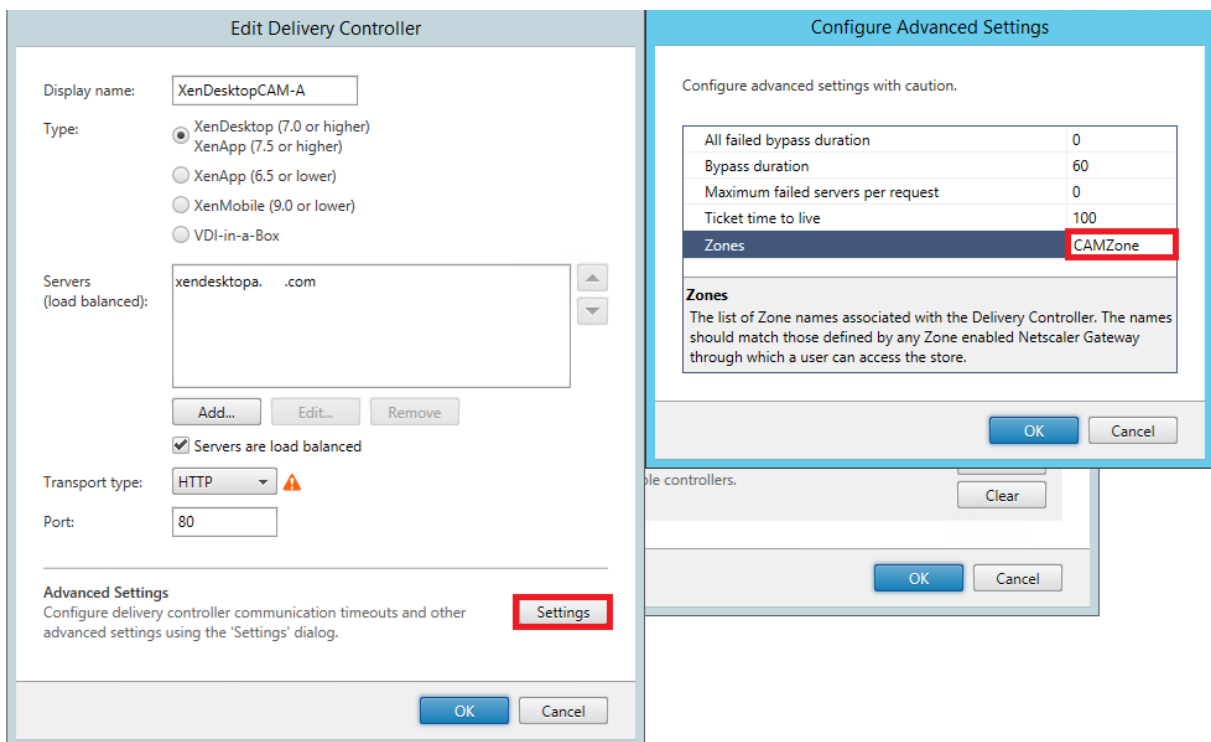 Edit Delivery Controller
Display name: XenDesktopCAM-A
Type: XenDesktop (7.0 or higher)
XenApp (7.5 or higher)
XenApp (6.5 or lower)
XenMobile (9.0 or lower)
VDI-in-a-Box
Servers
(load balanced):
xendesktopa. .com
Add... Edit... Remove
Servers are load balanced
Transport type: HTTP
Port: 80
Advanced Settings
Configure delivery controller communication timeouts and other
advanced settings using the 'Settings' dialog.
Settings
OK Cancel
Configure Advanced Settings
Configure advanced settings with caution.
All failed bypass duration 0
Bypass duration 60
Maximum failed servers per request 0
Ticket time to live 100
Zones CAMZone
Zones
The list of Zone names associated with the Delivery Controller. The names
should match those defined by any Zone enabled Netscaler Gateway
through which a user can access the store.
OK Cancel
controllers.
Clear
OK Cancel